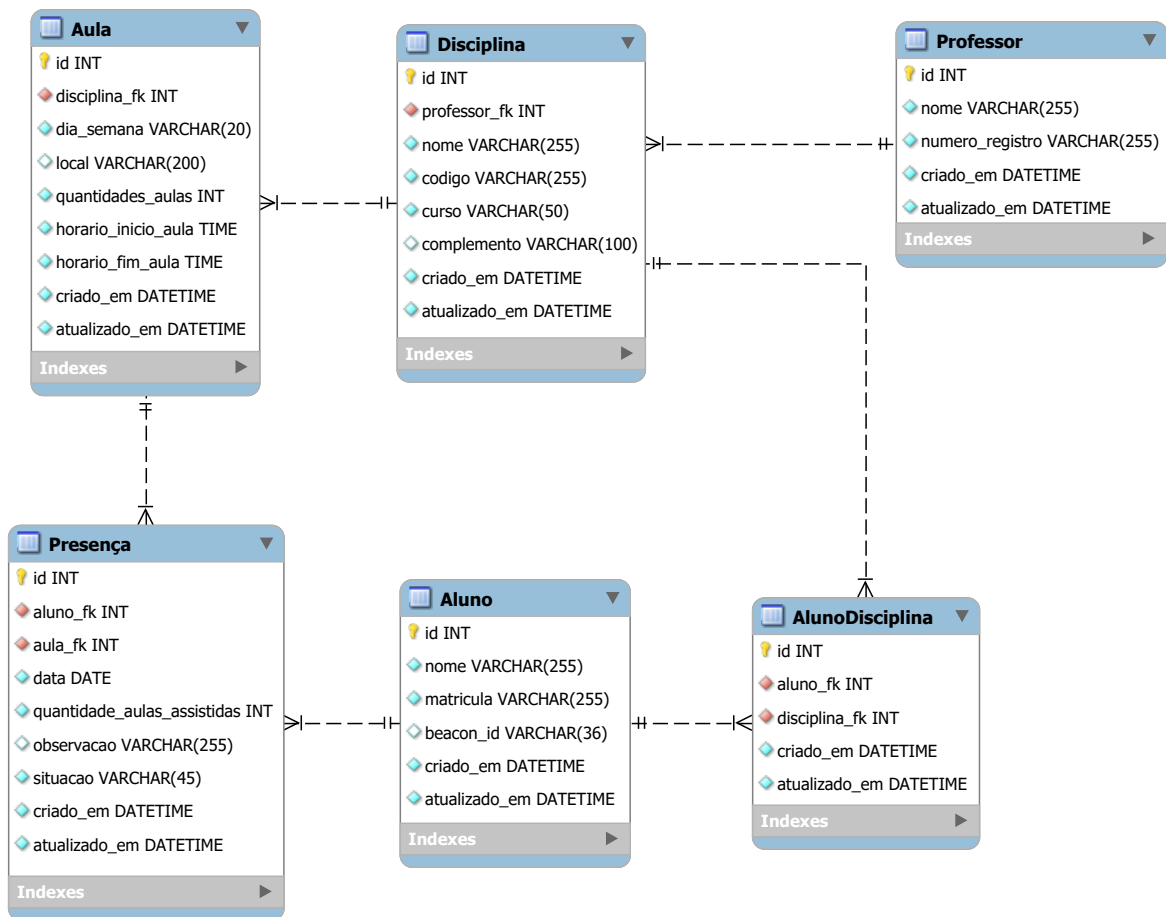 Aula
id INT
disciplina_fk INT
dia_semana VARCHAR(20)
local VARCHAR(200)
quantidades_aulas INT
horario_inicio_aula TIME
horario_fim_aula TIME
criado_em DATETIME
atualizado_em DATETIME
Indexes
Disciplina
id INT
professor_fk INT
nome VARCHAR(255)
codigo VARCHAR(255)
curso VARCHAR(50)
complemento VARCHAR(100)
criado_em DATETIME
atualizado_em DATETIME
Indexes
Professor
id INT
nome VARCHAR(255)
numero_registro VARCHAR(255)
criado_em DATETIME
atualizado_em DATETIME
Indexes
Presença
id INT
aluno_fk INT
aula_fk INT
data DATE
quantidade_aulas_assistidas INT
observacao VARCHAR(255)
situacao VARCHAR(45)
criado_em DATETIME
atualizado_em DATETIME
Indexes
Aluno
id INT
nome VARCHAR(255)
matricula VARCHAR(255)
beacon_id VARCHAR(36)
criado_em DATETIME
atualizado_em DATETIME
Indexes
AlunoDisciplina
id INT
aluno_fk INT
disciplina_fk INT
criado_em DATETIME
atualizado_em DATETIME
Indexes